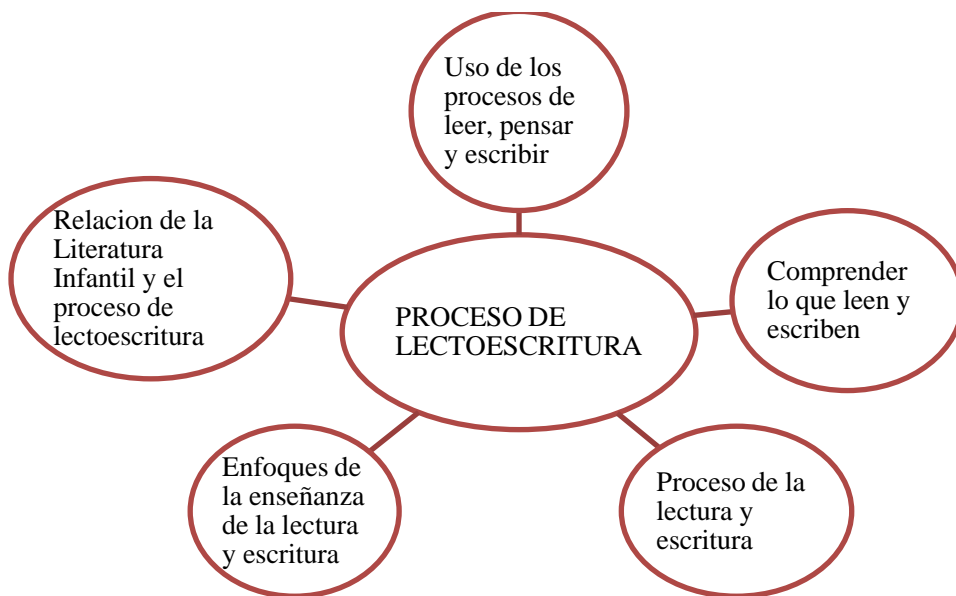 Uso de los
procesos de
leer, pensar
y escribir
Relacion de la
Literatura
Infantil y el
proceso de
lectoescritura
Comprender
lo que leen y
escriben
PROCESO DE
LECTOESCRITURA
Enfoques de
la enseñanza
de la lectura
y escritura
Proceso de la
lectura y
escritura